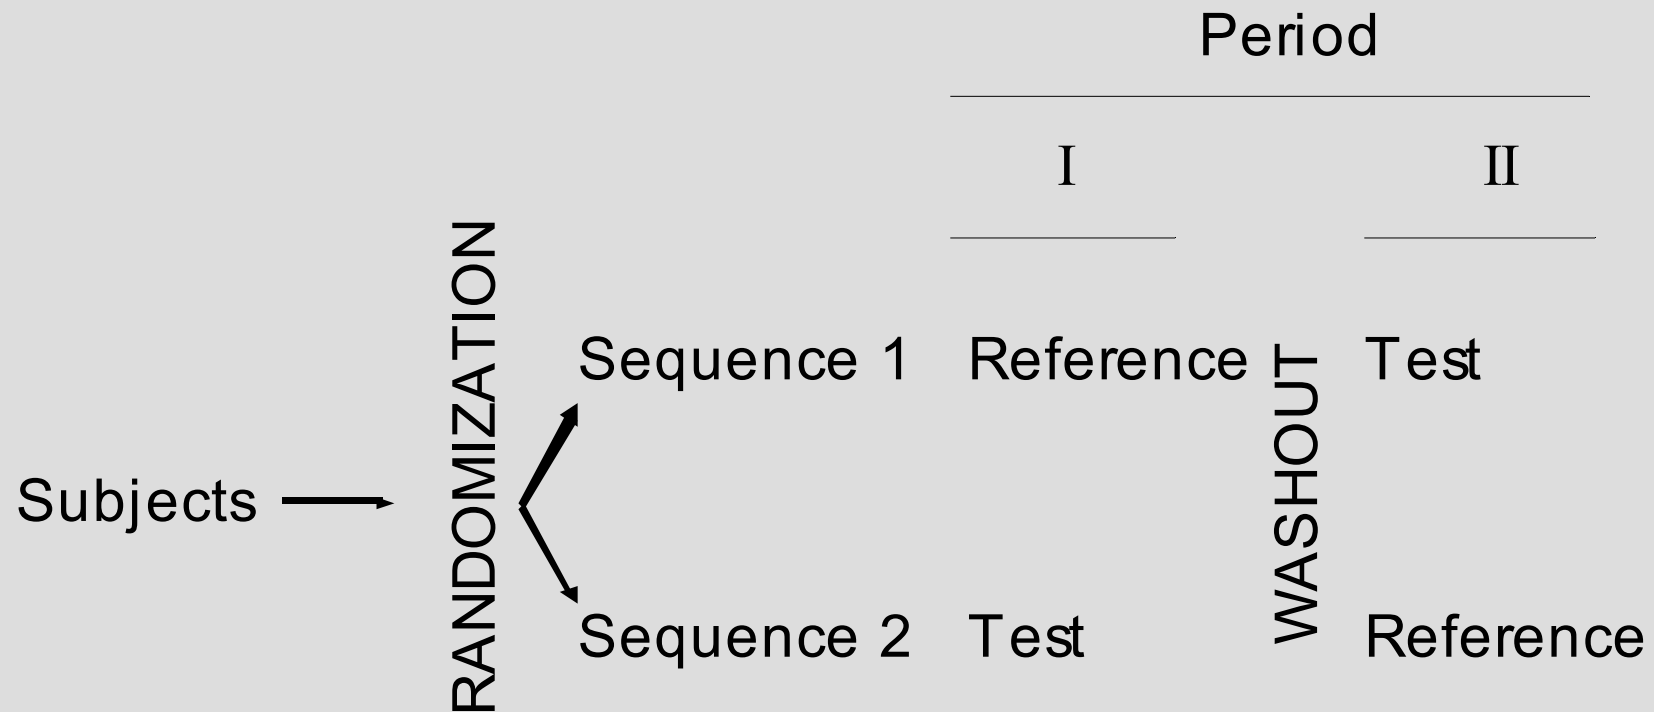 Period
I II
RANDOMIZATION
Sequence 1 Reference WASHOUT Test
Subjects
Sequence 2 Test Reference